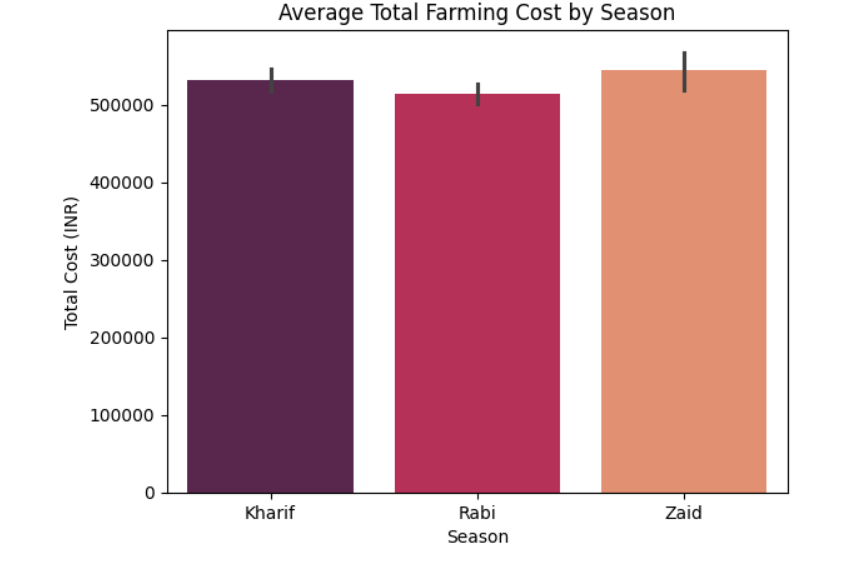 Average Total Farming Cost by Season
Total Cost (INR)
500000
400000
300000
200000
100000
0
Kharif Rabi Zaid
Season